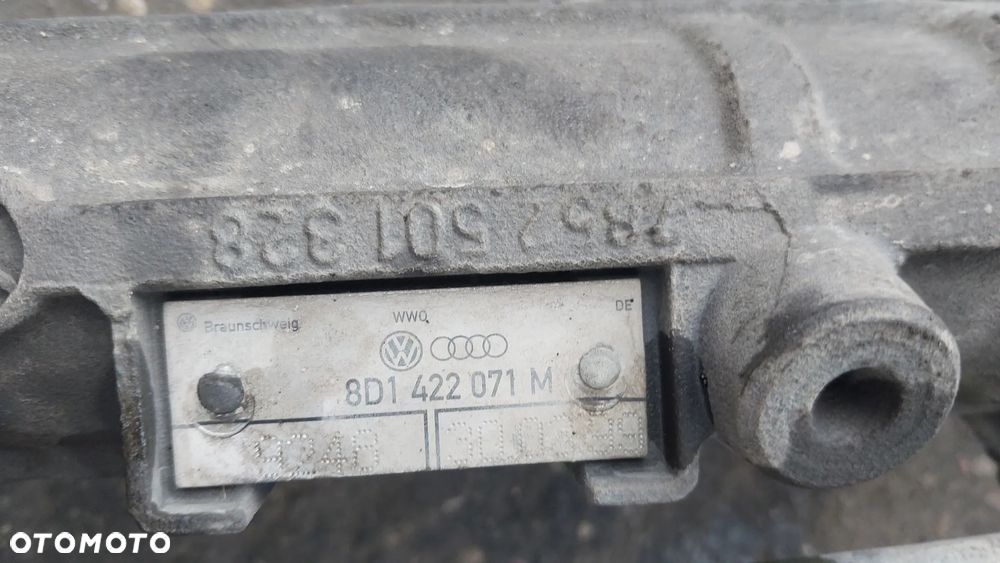 7852 501 328
Braunschweig
WWO
DE
8D1 422 071 M
OTOMOTO